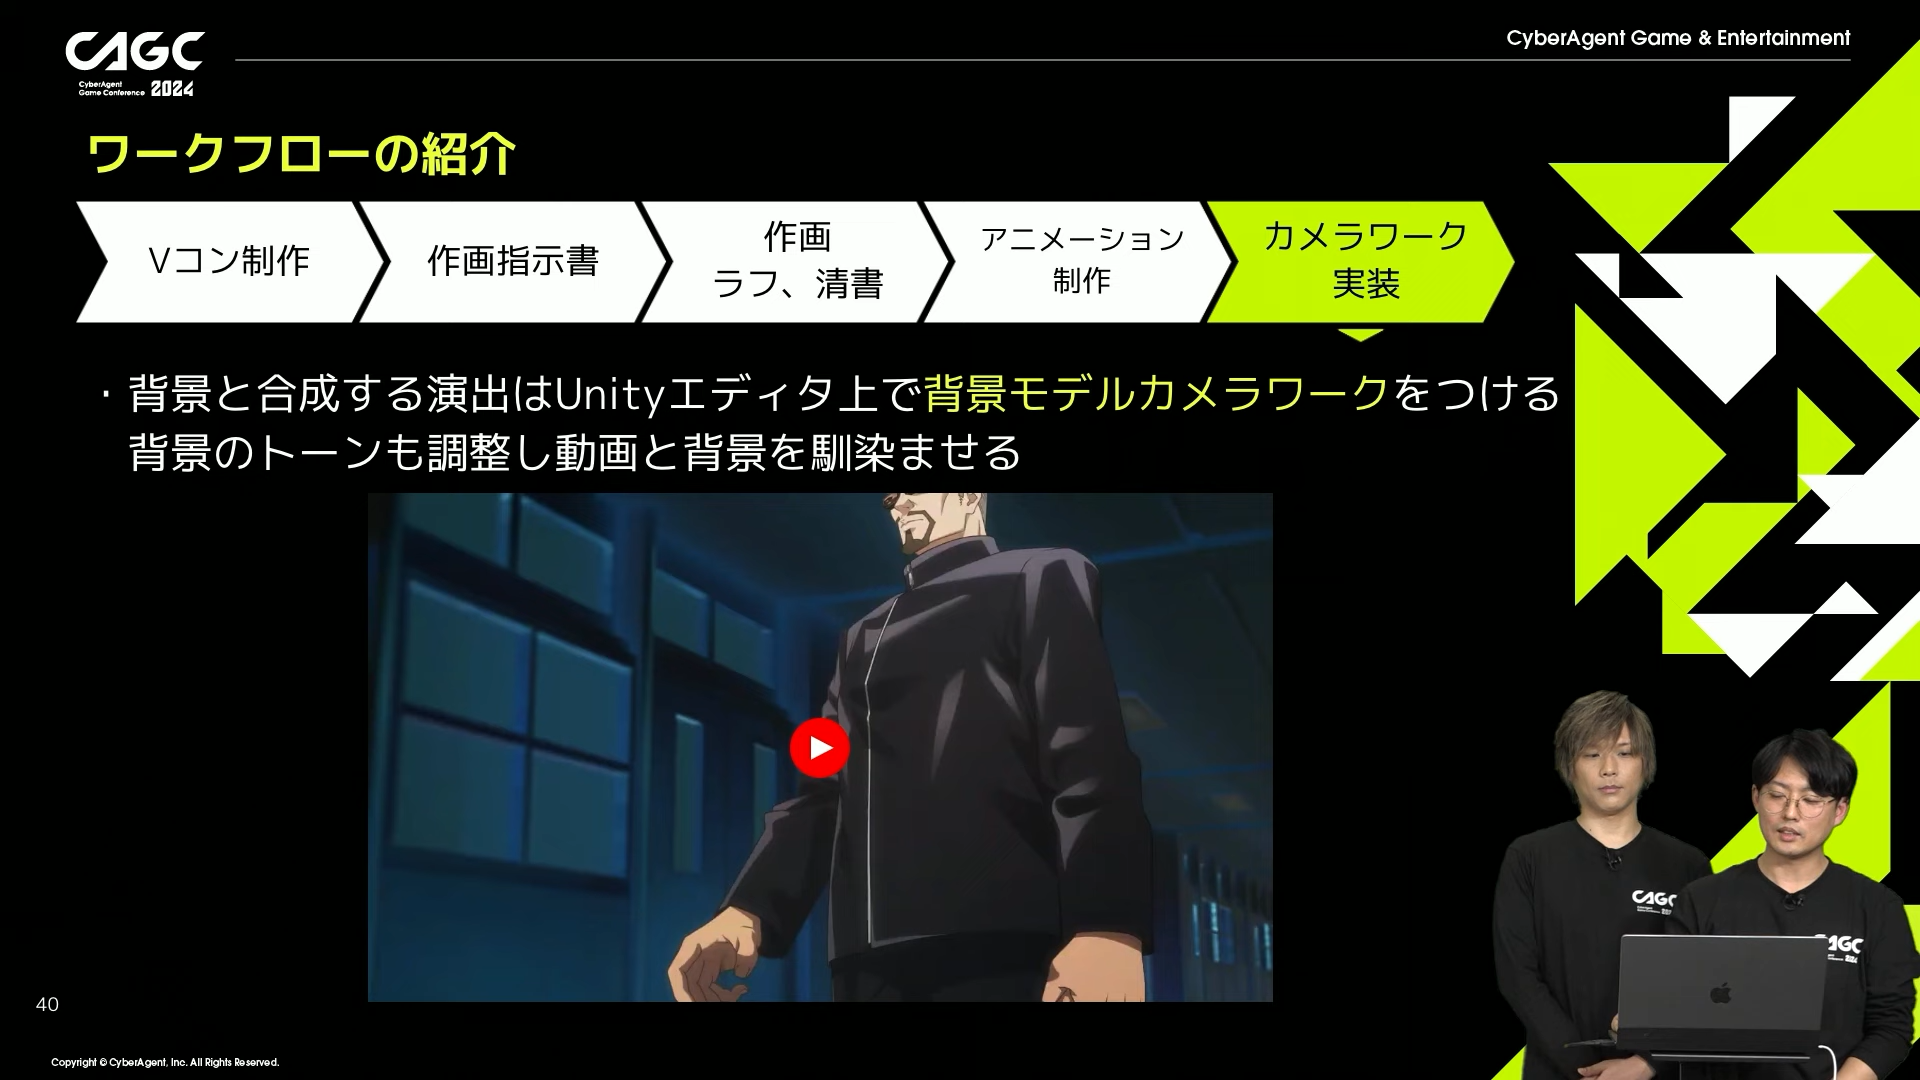 CAGC
CyberAgent
Game Conference 2024
CyberAgent Game & Entertainment
ワークフローの紹介
Vコン制作
作画指示書
作画
ラフ、清書
アニメーション
制作
カメラワーク
実装
・背景と合成する演出はUnityエディタ上で背景モデルカメラワークをつける
背景のトーンも調整し動画と背景を馴染ませる
CAGC
CAGC
40
Copyright © CyberAgent, Inc. All Rights Reserved.